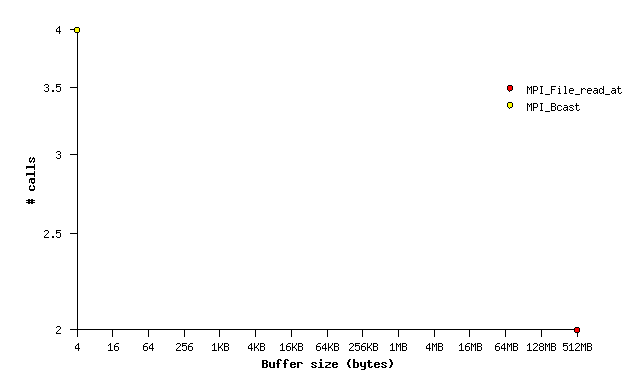 4
3.5
3
2.5
2
# calls
MPI_File_read_at
MPI_Bcast
4 16 64 256 1KB 4KB 16KB 64KB 256KB 1MB 4MB 16MB 64MB 128MB 512MB
Buffer size (bytes)